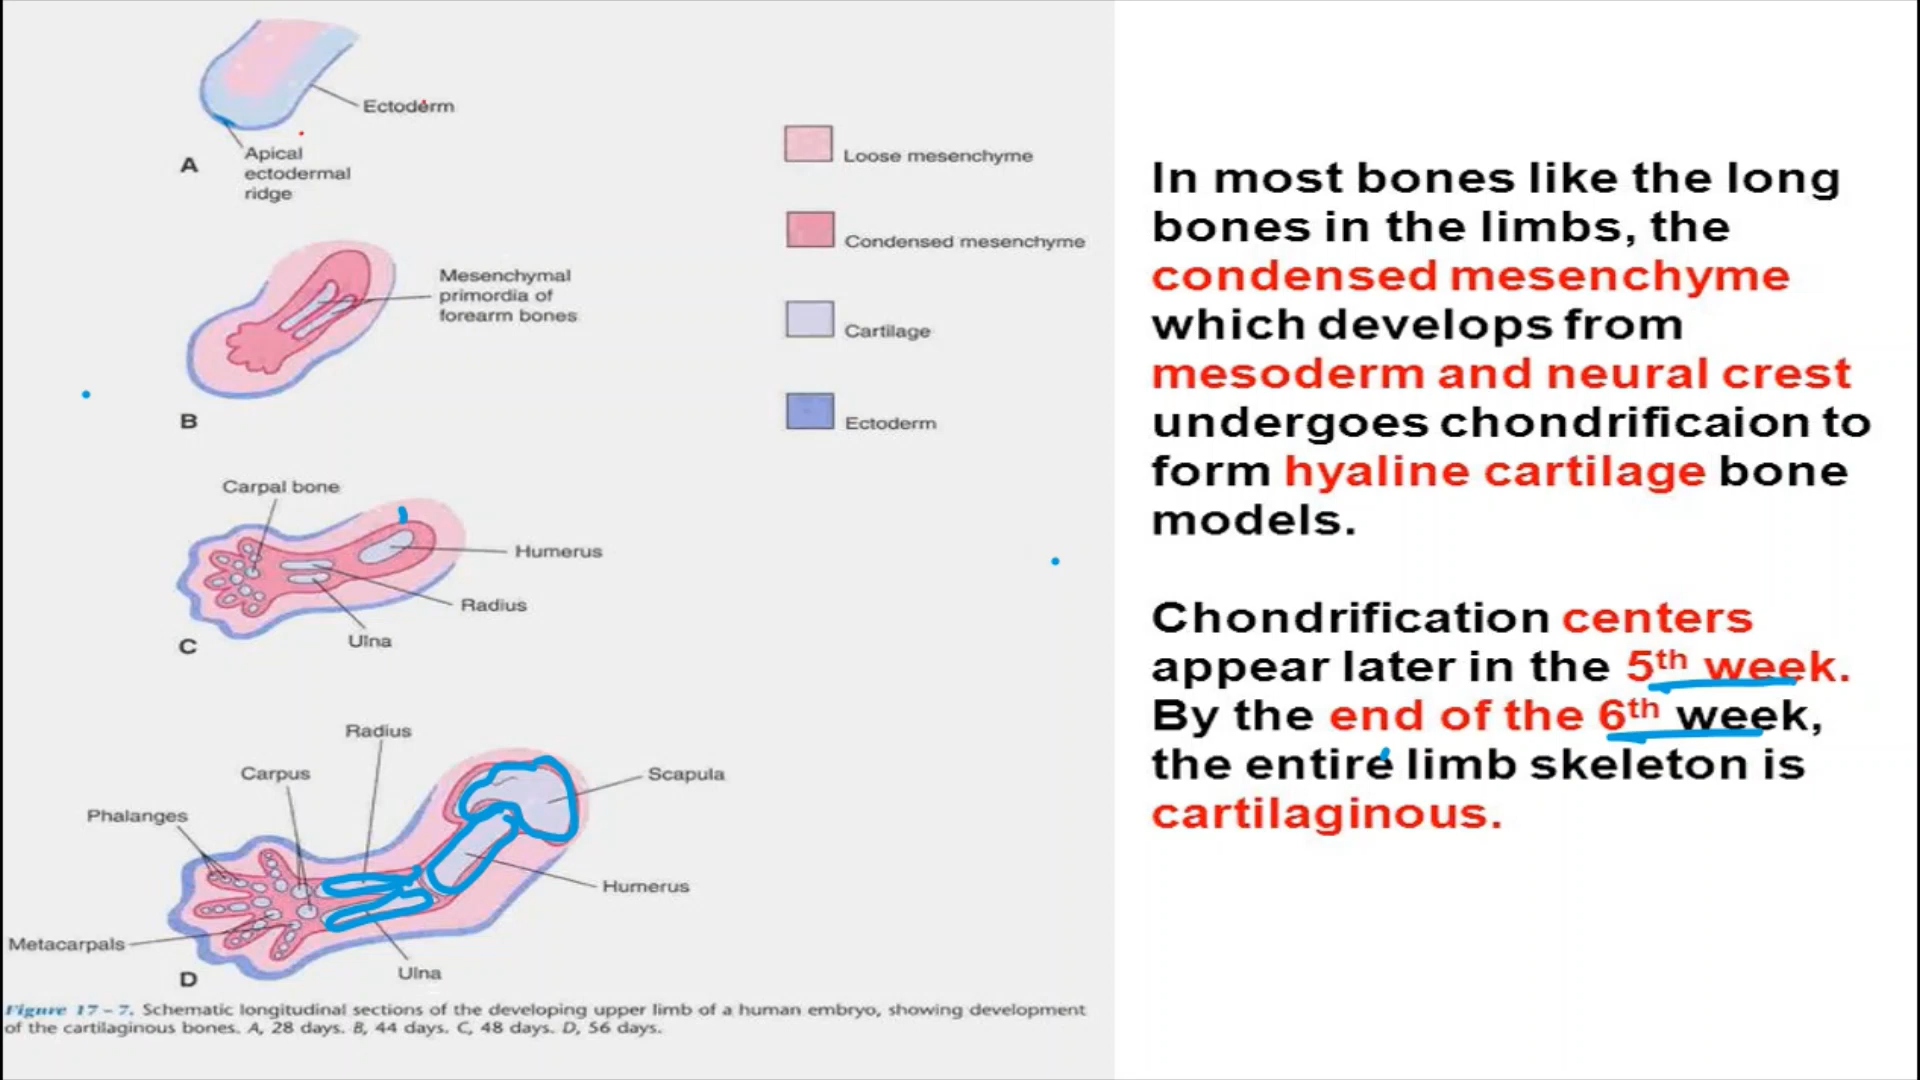 Ectoderm
Apical
ectodermal
ridge
A
Mesenchymal
primordia of
forearm bones
B
Carpal bone
Humerus
Radius
Ulna
C
Radius
Carpus
Scapula
Phalanges
Humerus
Metacarpals
Ulna
D
Loose mesenchyme
Condensed mesenchyme
Cartilage
Ectoderm
Figure 17–7. Schematic longitudinal sections of the developing upper limb of a human embryo, showing development
of the cartilaginous bones. A, 28 days. B, 44 days. C, 48 days. D, 56 days.
In most bones like the long
bones in the limbs, the
condensed mesenchyme
which develops from
mesoderm and neural crest
undergoes chondrificaion to
form hyaline cartilage bone
models.
Chondrification centers
appear later in the 5th week.
By the end of the 6th week,
the entire limb skeleton is
cartilaginous.